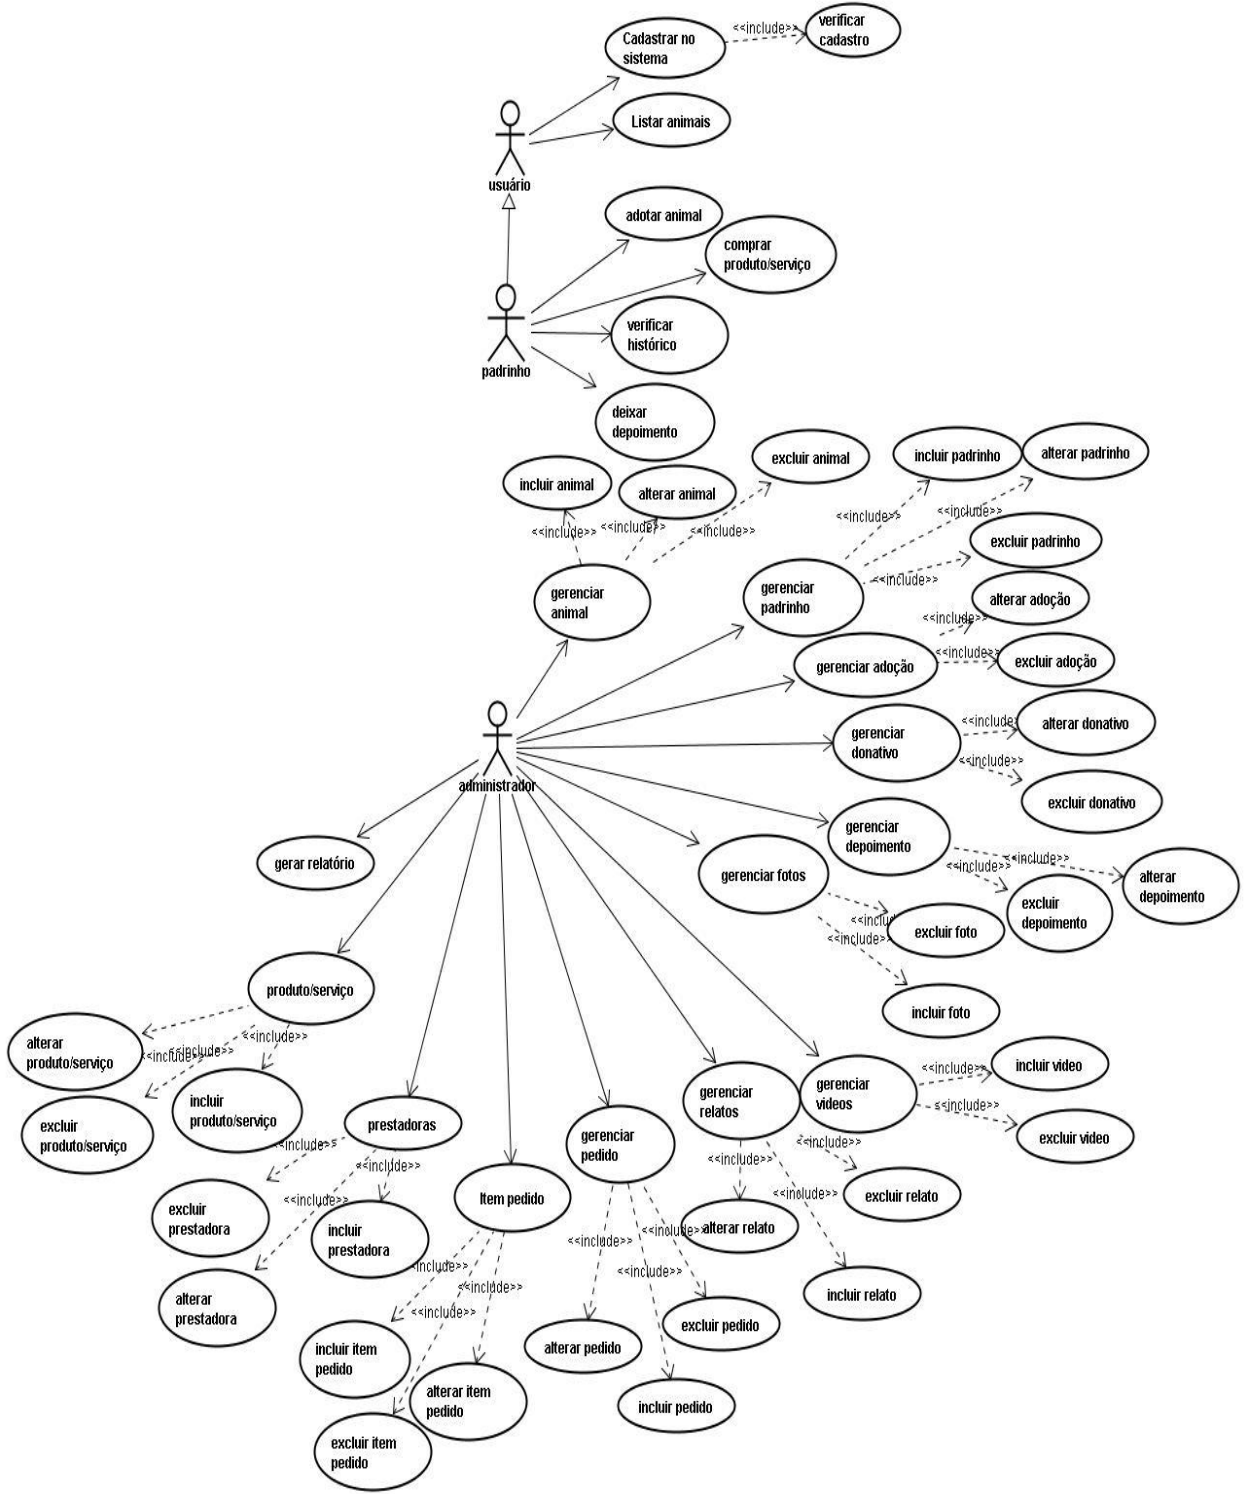 <<include>>
verificar
cadastro
Cadastrar no
sistema
Listar animais
usuário
adotar animal
comprar
produto/serviço
verificar
histórico
padrinho
deixar
depoimento
excluir animal
incluir padrinho
alterar padrinho
incluir animal
alterar animal
<<include>>
<<include>>
<<include>>
<<include>>
<<include>>
excluir padrinho
<<include>>
gerenciar
animal
gerenciar
padrinho
alterar adoção
<<include>>
<<include>>
gerenciar adoção
excluir adoção
<<include>>
alterar donativo
gerenciar
donativo
<<include>>
excluir donativo
administrador
gerar relatório
gerenciar
depoimento
<<include>>
<<include>>
alterar
depoimento
gerenciar fotos
excluir
depoimento
<<includ
excluir foto
<<include>>
incluir foto
produto/serviço
<<include>>
<<include>>
<<include>>
alterar
produto/serviço
incluir
produto/serviço
excluir
produto/serviço
prestadoras
<<include>>
<<include>>
<<include>>
excluir
prestadora
incluir
prestadora
alterar
prestadora
Item pedido
include>>
<<include>>
<<include>>
incluir item
pedido
alterar item
pedido
excluir item
pedido
gerenciar
pedido
<<include>>
<<include>>
<<include>>
alterar pedido
excluir pedido
incluir pedido
gerenciar
relatos
<<include>>
<<include>>
<<include>>
alterar relato
excluir relato
incluir relato
gerenciar
videos
<<include>>
<<include>>
incluir video
excluir video